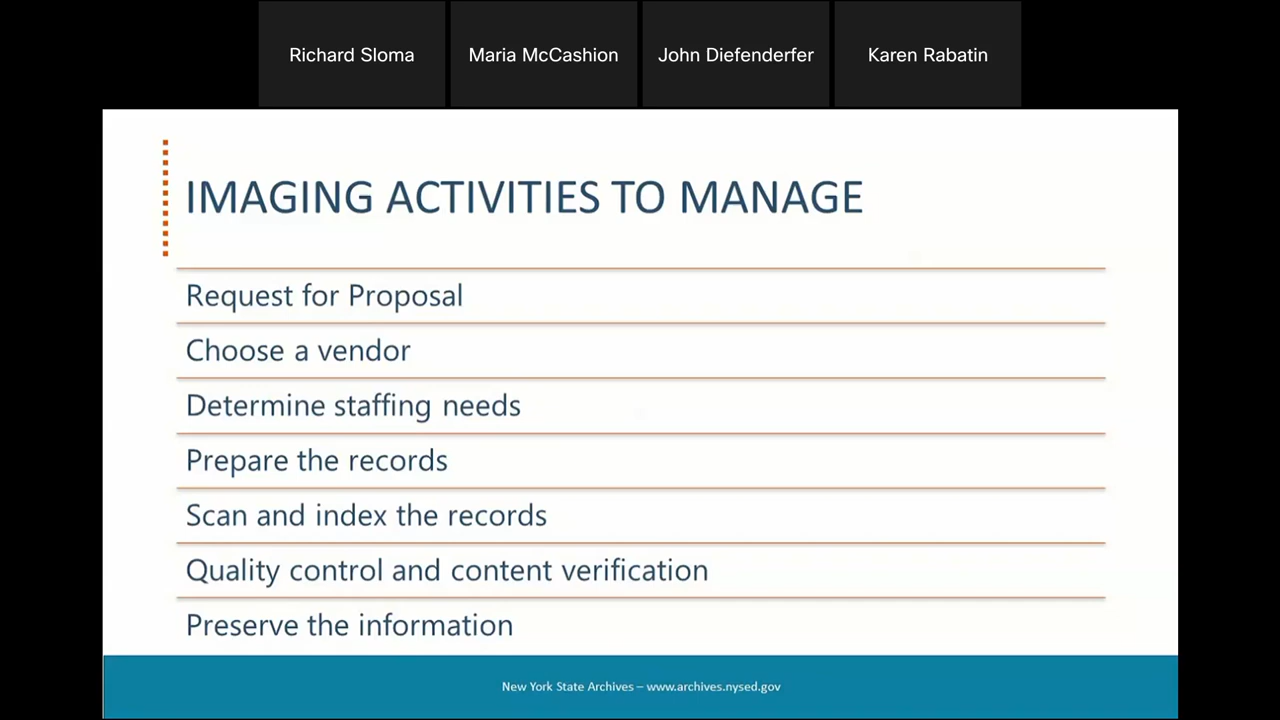 Richard Sloma
Maria McCashion
John Diefenderfer
Karen Rabatin
IMAGING ACTIVITIES TO MANAGE
Request for Proposal
Choose a vendor
Determine staffing needs
Prepare the records
Scan and index the records
Quality control and content verification
Preserve the information
New York State Archives – www.archives.nysed.gov